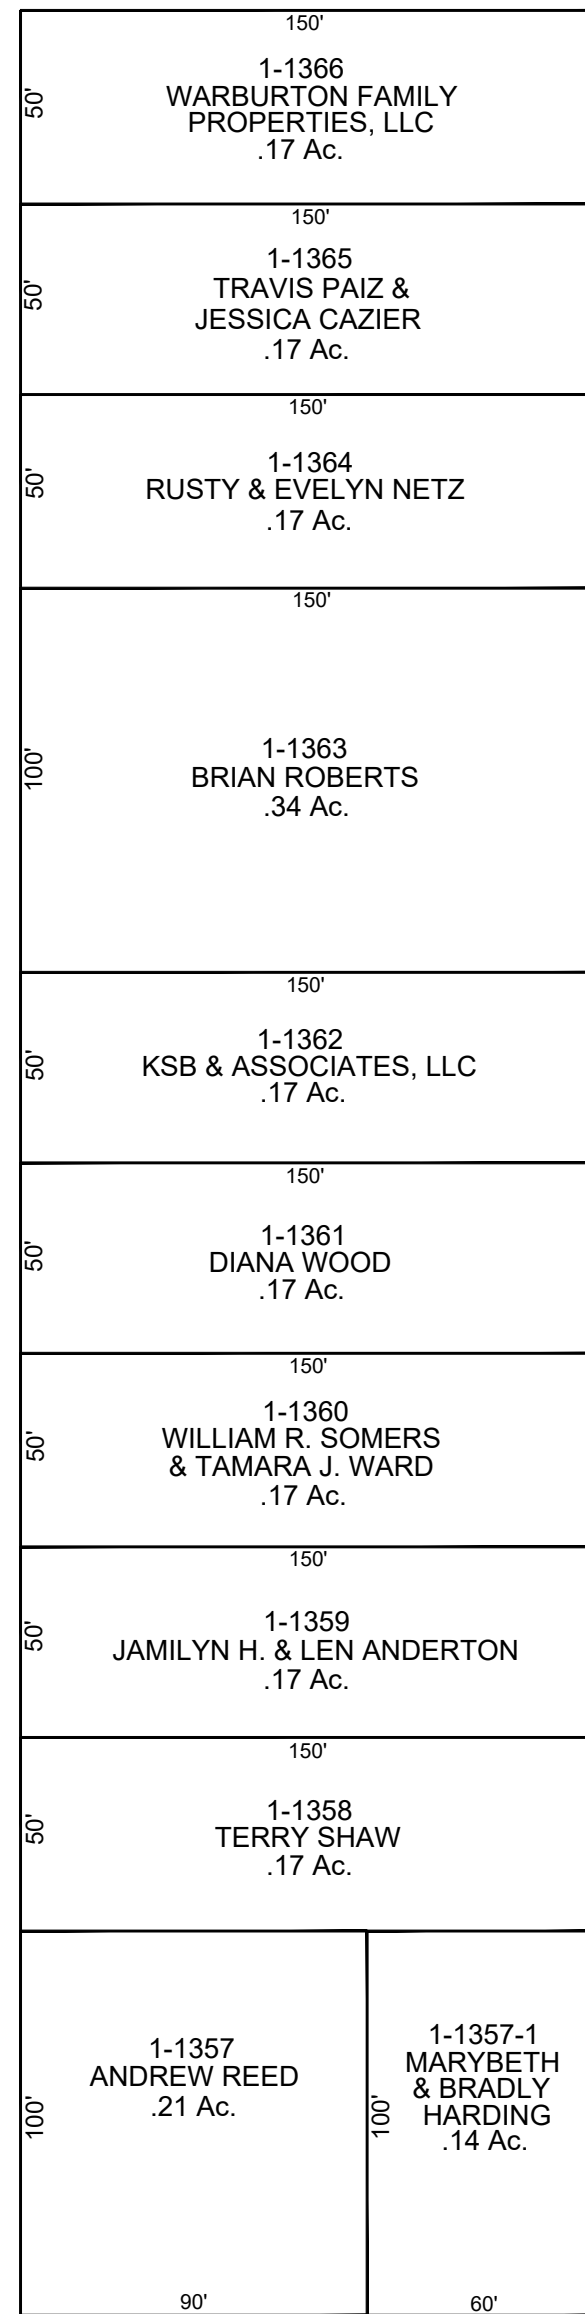 150'
50'
1-1366
WARBURTON FAMILY
PROPERTIES, LLC
.17 Ac.
150'
50'
1-1365
TRAVIS PAIZ &
JESSICA CAZIER
.17 Ac.
150'
50'
1-1364
RUSTY & EVELYN NETZ
.17 Ac.
150'
100'
1-1363
BRIAN ROBERTS
.34 Ac.
150'
50'
1-1362
KSB & ASSOCIATES, LLC
.17 Ac.
150'
50'
1-1361
DIANA WOOD
.17 Ac.
150'
50'
1-1360
WILLIAM R. SOMERS
& TAMARA J. WARD
.17 Ac.
150'
50'
1-1359
JAMILYN H. & LEN ANDERTON
.17 Ac.
150'
50'
1-1358
TERRY SHAW
.17 Ac.
100'
1-1357
ANDREW REED
.21 Ac.
90'
100'
1-1357-1
MARYBETH
& BRADLY
HARDING
.14 Ac.
60'